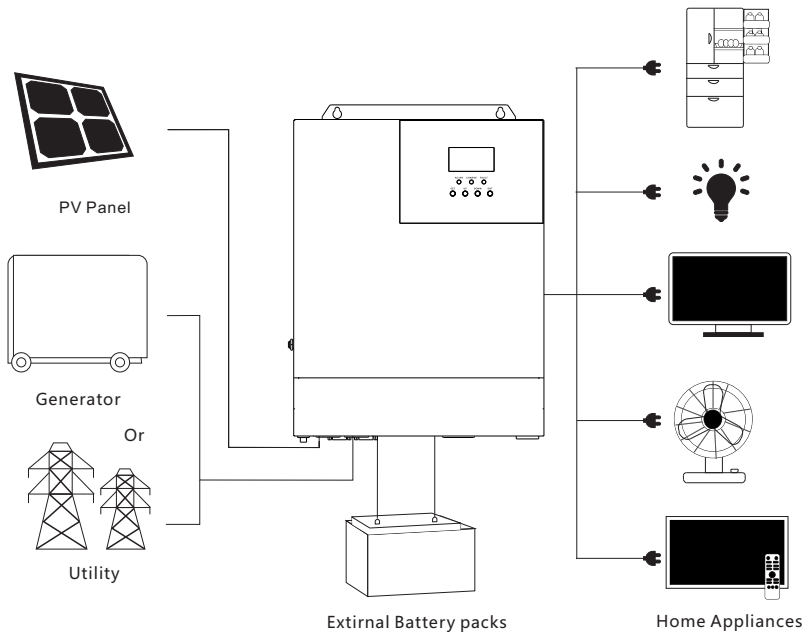 PV Panel
Generator
Or
Utility
Extirnal Battery packs
Home Appliances